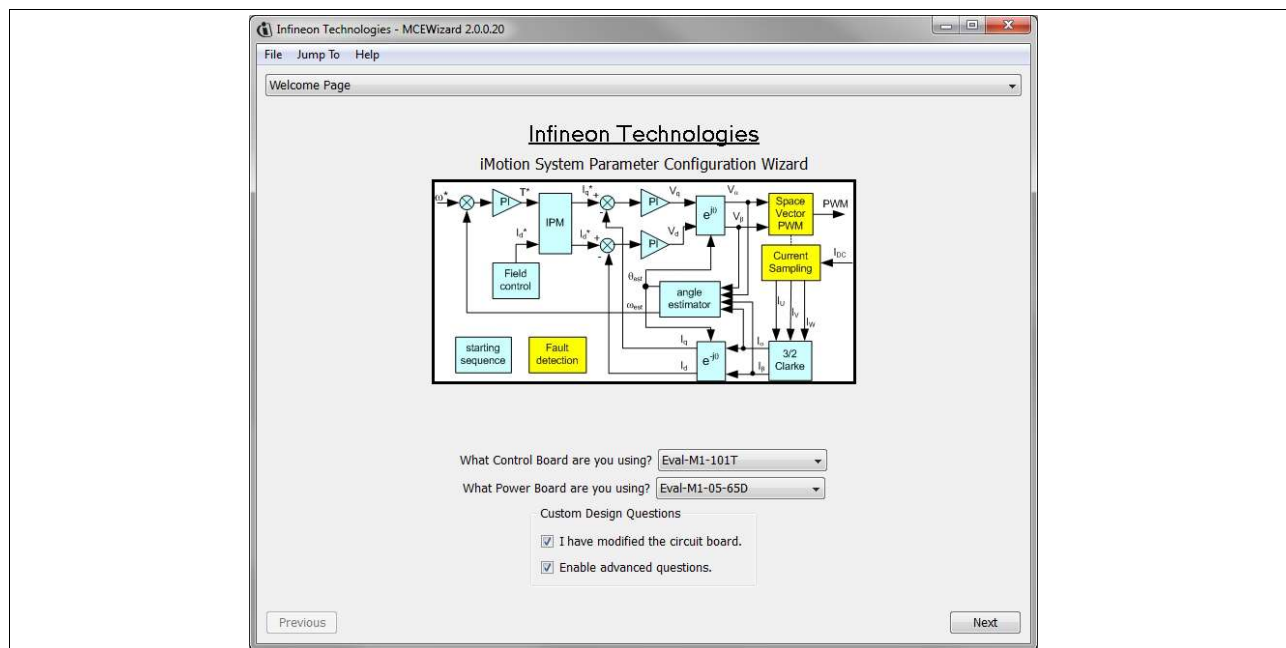 Infineon Technologies - MCEWizard 2.0.0.20
File Jump To Help
Welcome Page
Infineon Technologies
iMotion System Parameter Configuration Wizard
ω* PI T* Iq* + - PI Vq Vα
IPM ejθ Space Vector PWM PWM
Id* Id* + - PI Vd Vβ
Current Sampling IDC
Field control
θest
angle estimator
ωest
IU IV IW
starting sequence
Fault detection
Iq Iα
e-jθ
3/2 Clarke
Id Iβ
What Control Board are you using? Eval-M1-101T
What Power Board are you using? Eval-M1-05-65D
Custom Design Questions
I have modified the circuit board.
Enable advanced questions.
Previous Next